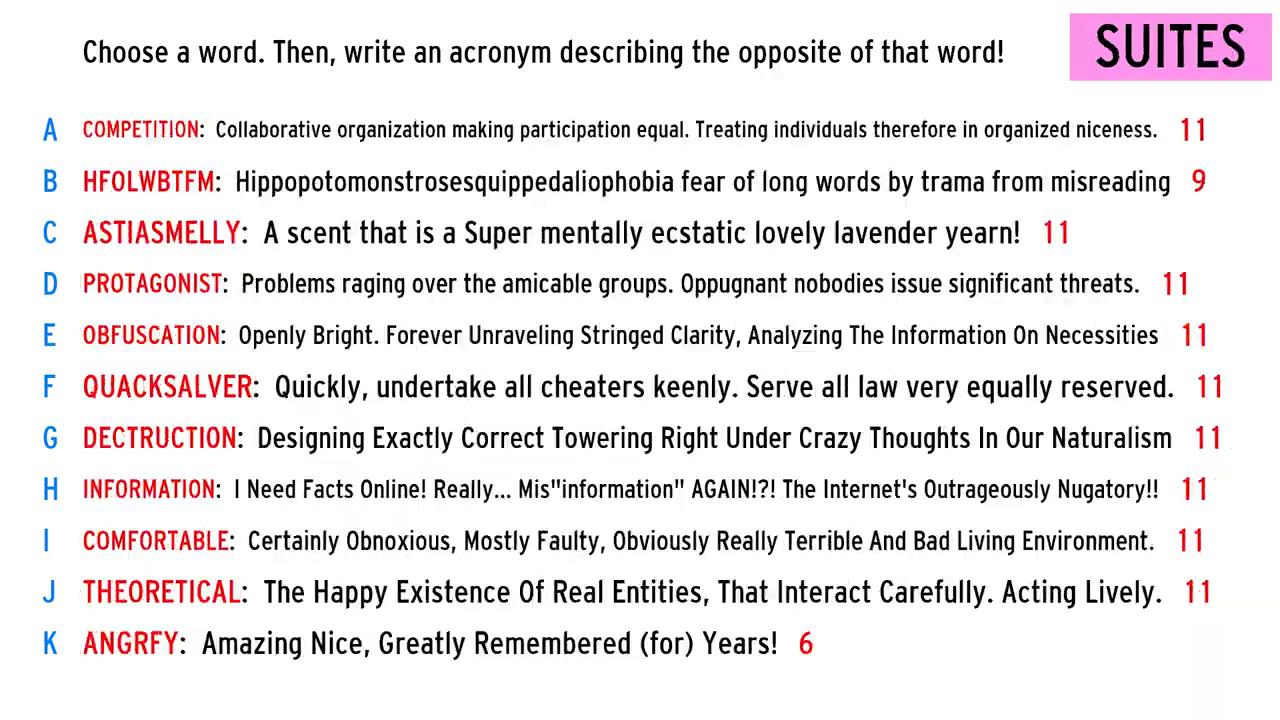 Choose a word. Then, write an acronym describing the opposite of that word!
SUITES
A COMPETITION: Collaborative organization making participation equal. Treating individuals therefore in organized niceness. 11
B HFOLWBTFM: Hippopotomonstrosesquippedaliophobia fear of long words by trama from misreading 9
C ASTIASMELLY: A scent that is a Super mentally ecstatic lovely lavender yearn! 11
D PROTAGONIST: Problems raging over the amicable groups. Oppugnant nobodies issue significant threats. 11
E OBFUSCATION: Openly Bright. Forever Unraveling Stringed Clarity, Analyzing The Information On Necessities 11
F QUACKSALVER: Quickly, undertake all cheaters keenly. Serve all law very equally reserved. 11
G DECTRUCTION: Designing Exactly Correct Towering Right Under Crazy Thoughts In Our Naturalism 11
H INFORMATION: I Need Facts Online! Really... Mis"information" AGAIN!?! The Internet's Outrageously Nugatory!! 11
I COMFORTABLE: Certainly Obnoxious, Mostly Faulty, Obviously Really Terrible And Bad Living Environment. 11
J THEORETICAL: The Happy Existence Of Real Entities, That Interact Carefully. Acting Lively. 11
K ANGRFY: Amazing Nice, Greatly Remembered (for) Years! 6